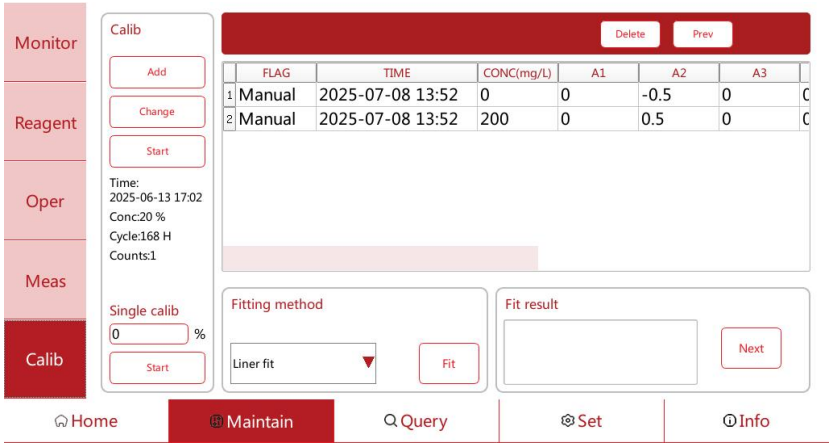 Monitor
Reagent
Oper
Meas
Calib
Calib
Add
Change
Start
Time:
2025-06-13 17:02
Conc:20 %
Cycle:168 H
Counts:1
Single calib
0 %
Start
Delete Prev
FLAG TIME CONC(mg/L) A1 A2 A3
1 Manual 2025-07-08 13:52 0 0 -0.5 0
2 Manual 2025-07-08 13:52 200 0 0.5 0
Fitting method
Liner fit
Fit
Fit result
Next
Home Maintain Query Set Info